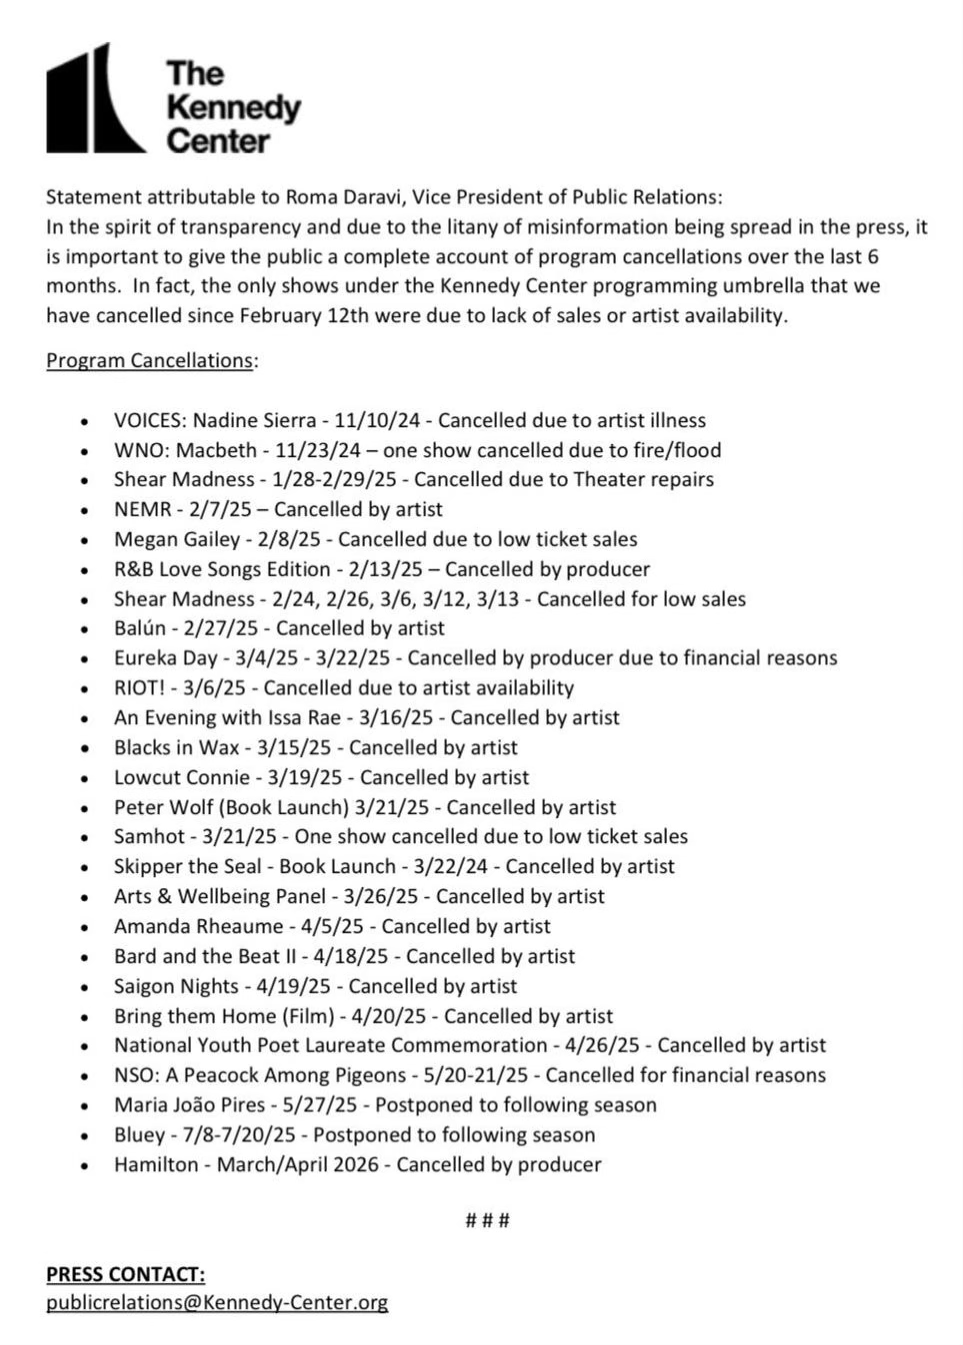 The
Kennedy
Center
Statement attributable to Roma Daravi, Vice President of Public Relations:
In the spirit of transparency and due to the litany of misinformation being spread in the press, it
is important to give the public a complete account of program cancellations over the last 6
months.  In fact, the only shows under the Kennedy Center programming umbrella that we
have cancelled since February 12th were due to lack of sales or artist availability.
Program Cancellations:
• VOICES: Nadine Sierra - 11/10/24 - Cancelled due to artist illness
• WNO: Macbeth - 11/23/24 – one show cancelled due to fire/flood
• Shear Madness - 1/28-2/29/25 - Cancelled due to Theater repairs
• NEMR - 2/7/25 – Cancelled by artist
• Megan Gailey - 2/8/25 - Cancelled due to low ticket sales
• R&B Love Songs Edition - 2/13/25 – Cancelled by producer
• Shear Madness - 2/24, 2/26, 3/6, 3/12, 3/13 - Cancelled for low sales
• Balún - 2/27/25 - Cancelled by artist
• Eureka Day - 3/4/25 - 3/22/25 - Cancelled by producer due to financial reasons
• RIOT! - 3/6/25 - Cancelled due to artist availability
• An Evening with Issa Rae - 3/16/25 - Cancelled by artist
• Blacks in Wax - 3/15/25 - Cancelled by artist
• Lowcut Connie - 3/19/25 - Cancelled by artist
• Peter Wolf (Book Launch) 3/21/25 - Cancelled by artist
• Samhot - 3/21/25 - One show cancelled due to low ticket sales
• Skipper the Seal - Book Launch - 3/22/24 - Cancelled by artist
• Arts & Wellbeing Panel - 3/26/25 - Cancelled by artist
• Amanda Rheaume - 4/5/25 - Cancelled by artist
• Bard and the Beat II - 4/18/25 - Cancelled by artist
• Saigon Nights - 4/19/25 - Cancelled by artist
• Bring them Home (Film) - 4/20/25 - Cancelled by artist
• National Youth Poet Laureate Commemoration - 4/26/25 - Cancelled by artist
• NSO: A Peacock Among Pigeons - 5/20-21/25 - Cancelled for financial reasons
• Maria João Pires - 5/27/25 - Postponed to following season
• Bluey - 7/8-7/20/25 - Postponed to following season
• Hamilton - March/April 2026 - Cancelled by producer
# # #
PRESS CONTACT:
publicrelations@Kennedy-Center.org